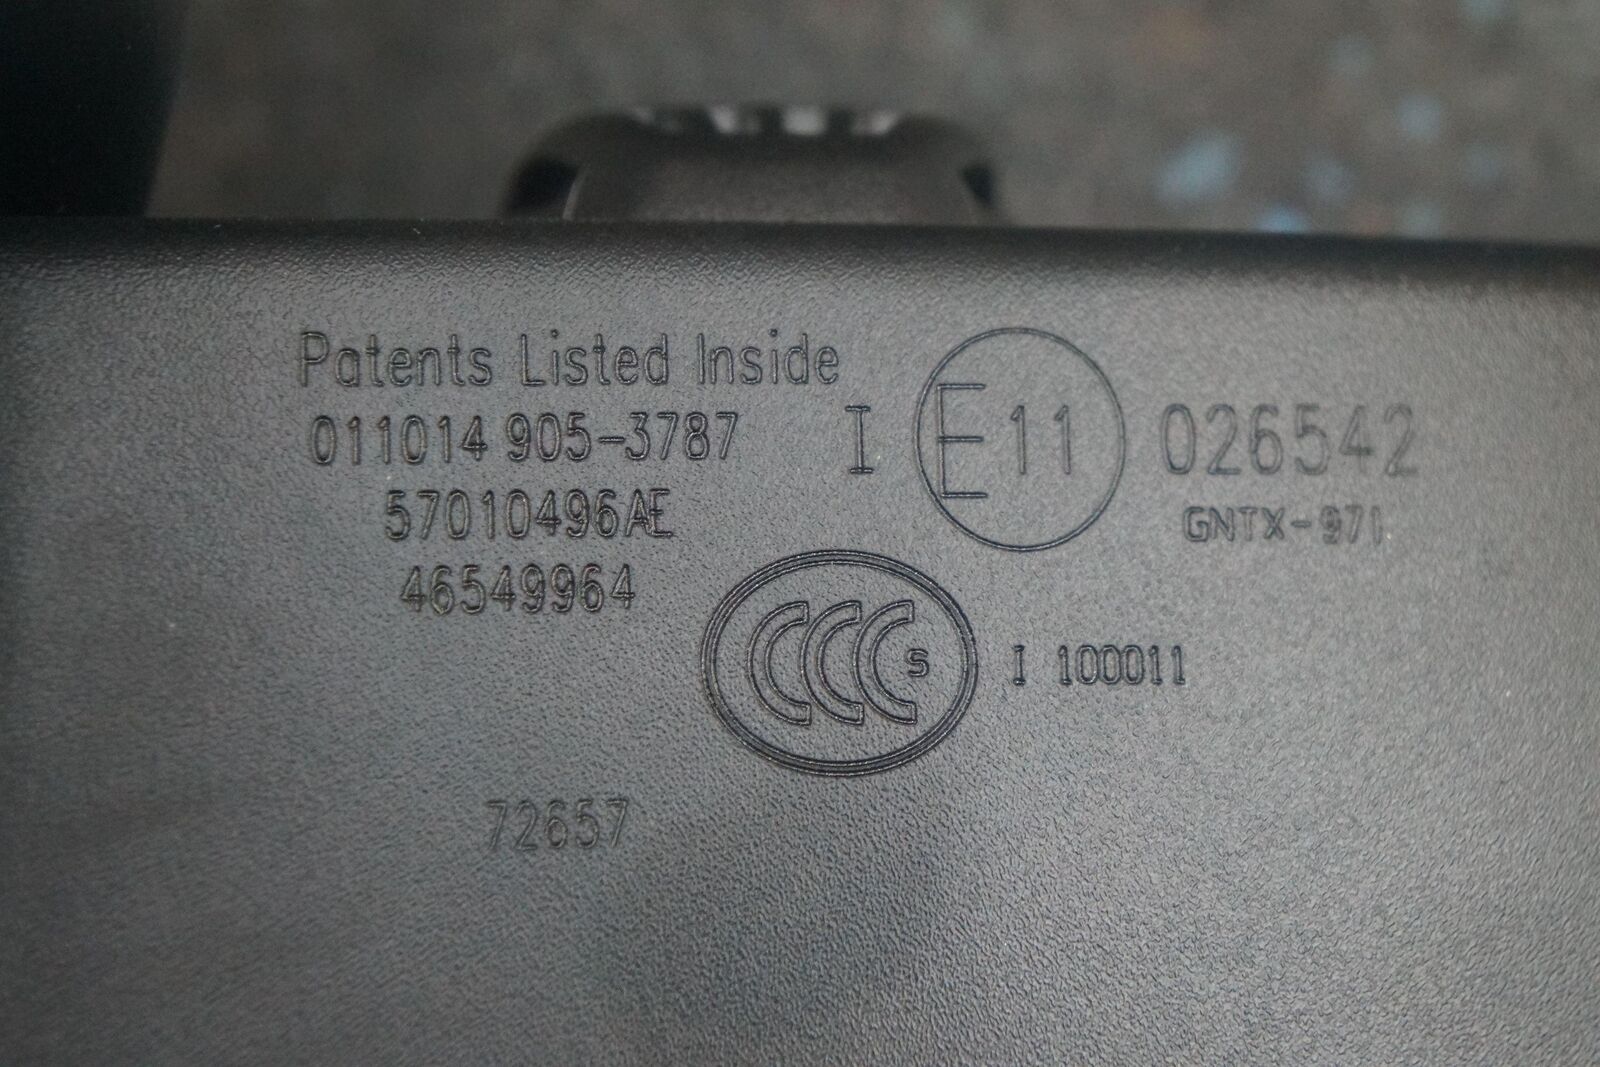 Patents Listed Inside
011014 905-3787
57010496AE
46549964
I E11 026542
GNTX-971
CCC S I 100011
72657